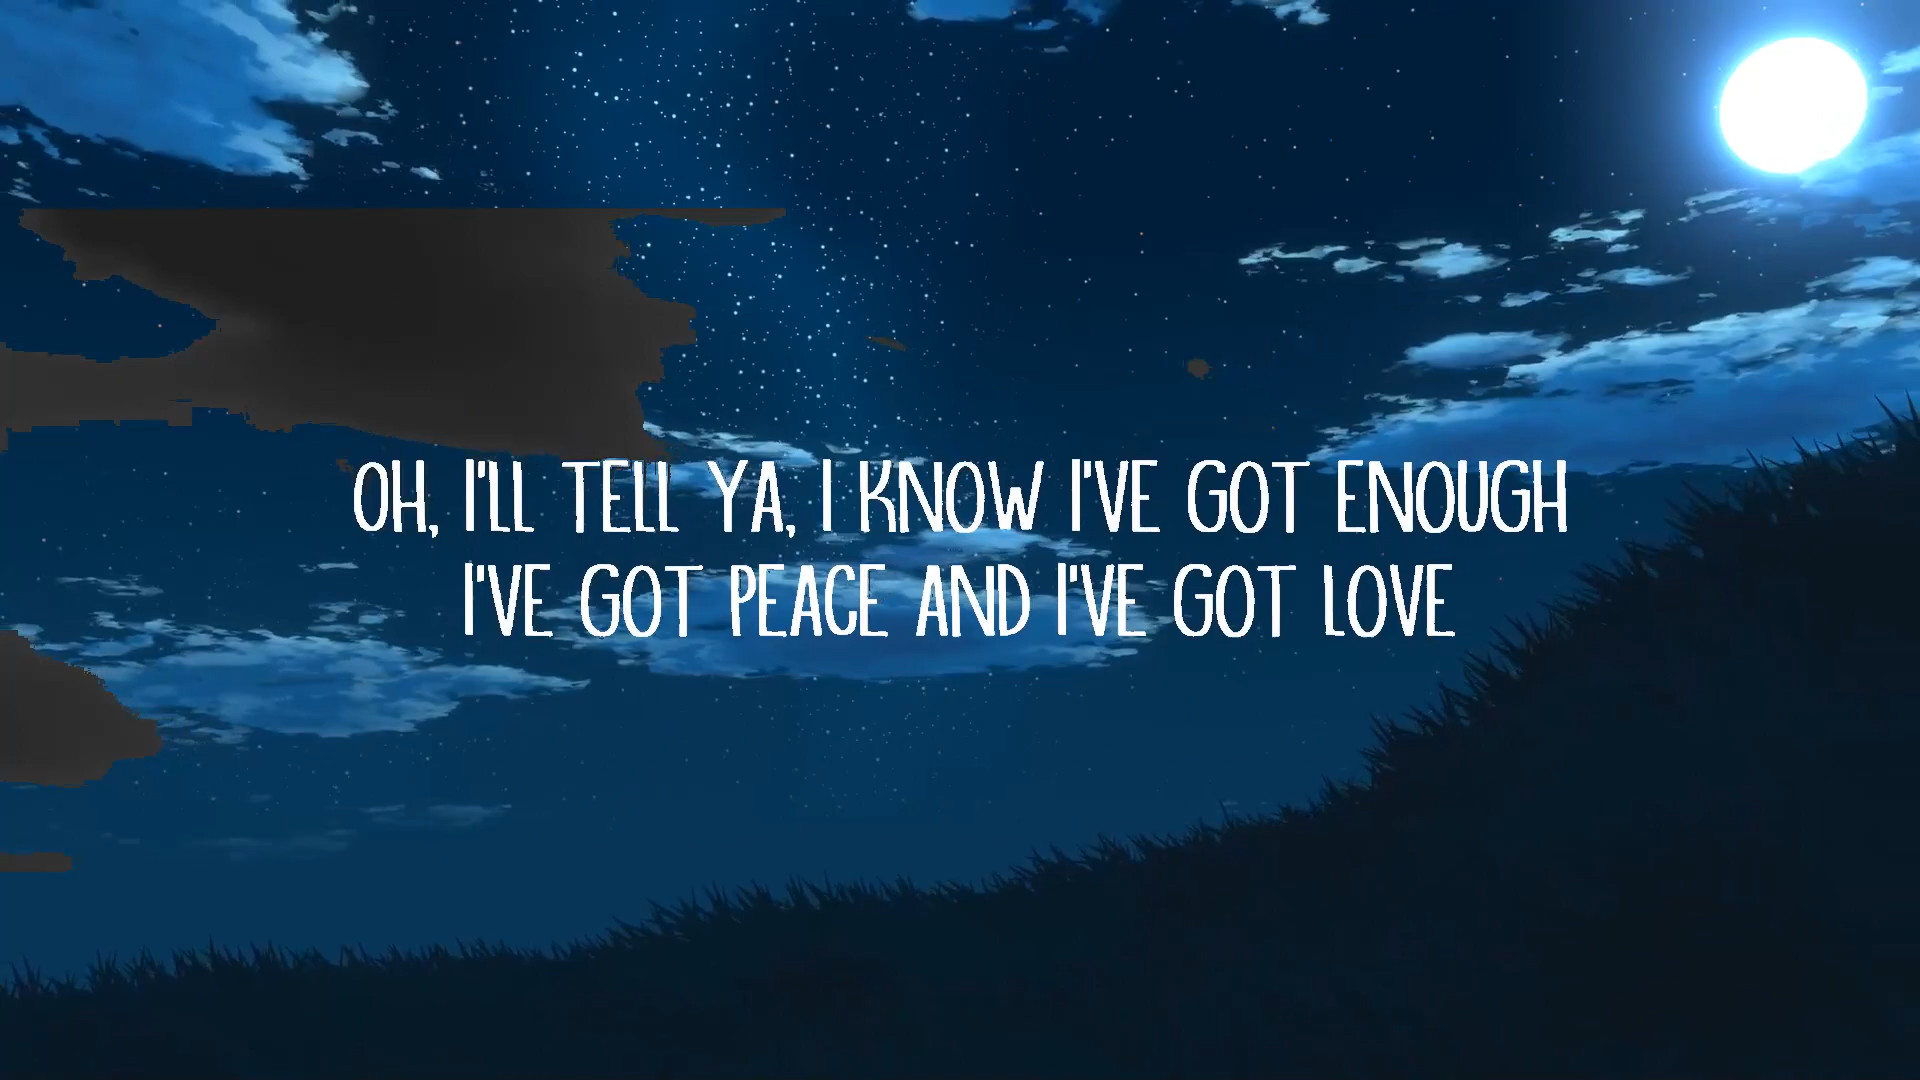 OH, I'LL TELL YA, I KNOW I'VE GOT ENOUGH
I'VE GOT PEACE AND I'VE GOT LOVE